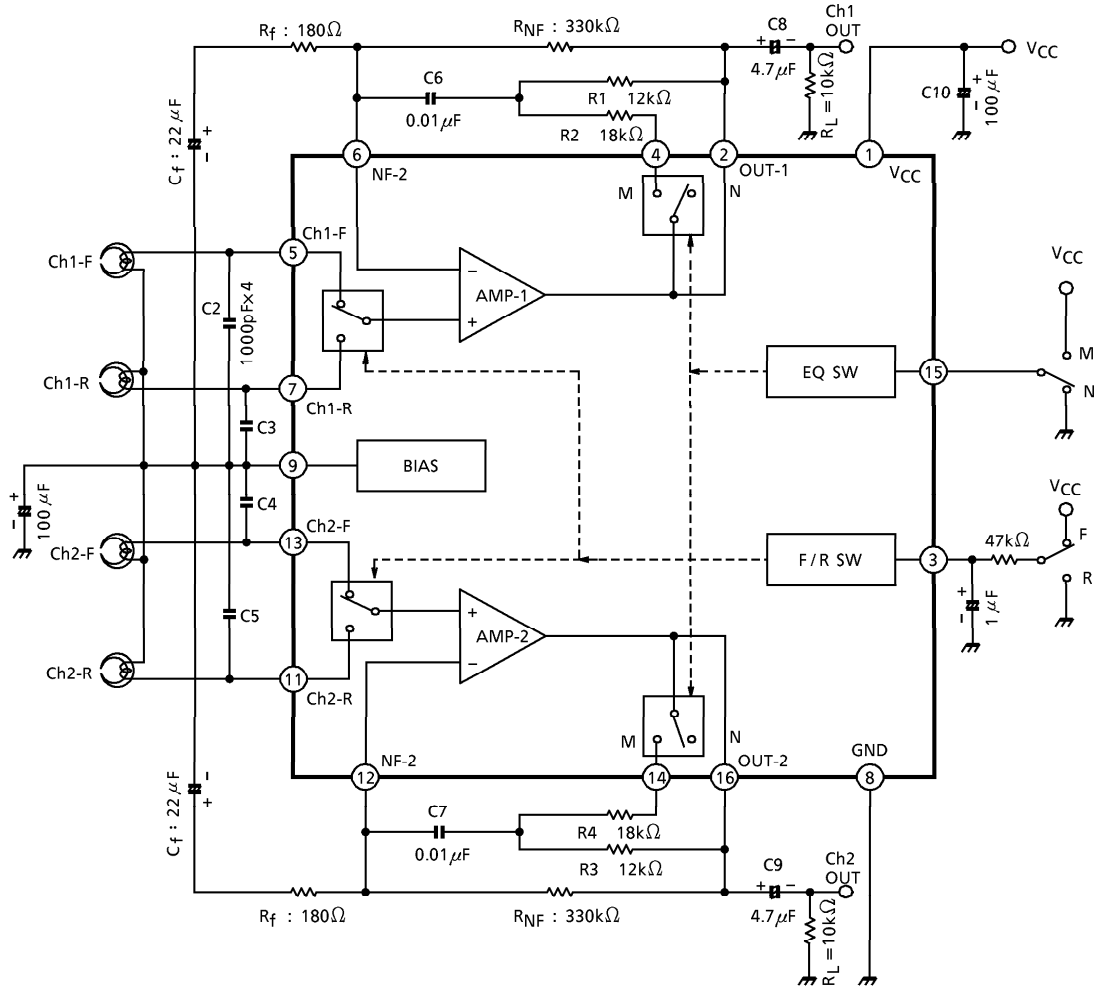 Rf : 180Ω
RNF : 330kΩ
C8
+ −
4.7µF
Ch1
OUT
RL=10kΩ
VCC
C10
+
−
100µF
C6
0.01µF
R1 12kΩ
R2 18kΩ
Cf : 22µF
+
−
6
NF-2
4
2
OUT-1
1
VCC
M
N
Ch1-F
5
Ch1-F
−
+
AMP-1
C2
1000pF×4
VCC
M
N
Ch1-R
7
Ch1-R
EQ SW
15
C3
9
BIAS
+
−
100µF
C4
VCC
F
R
47kΩ
Ch2-F
13
Ch2-F
F/R SW
3
+
−
1µF
C5
+
−
AMP-2
Ch2-R
11
Ch2-R
M
N
NF-2
12
14
16
OUT-2
GND
8
Cf : 22µF
−
+
C7
0.01µF
R4 18kΩ
R3 12kΩ
C9
+ −
4.7µF
Ch2
OUT
RL=10kΩ
Rf : 180Ω
RNF : 330kΩ